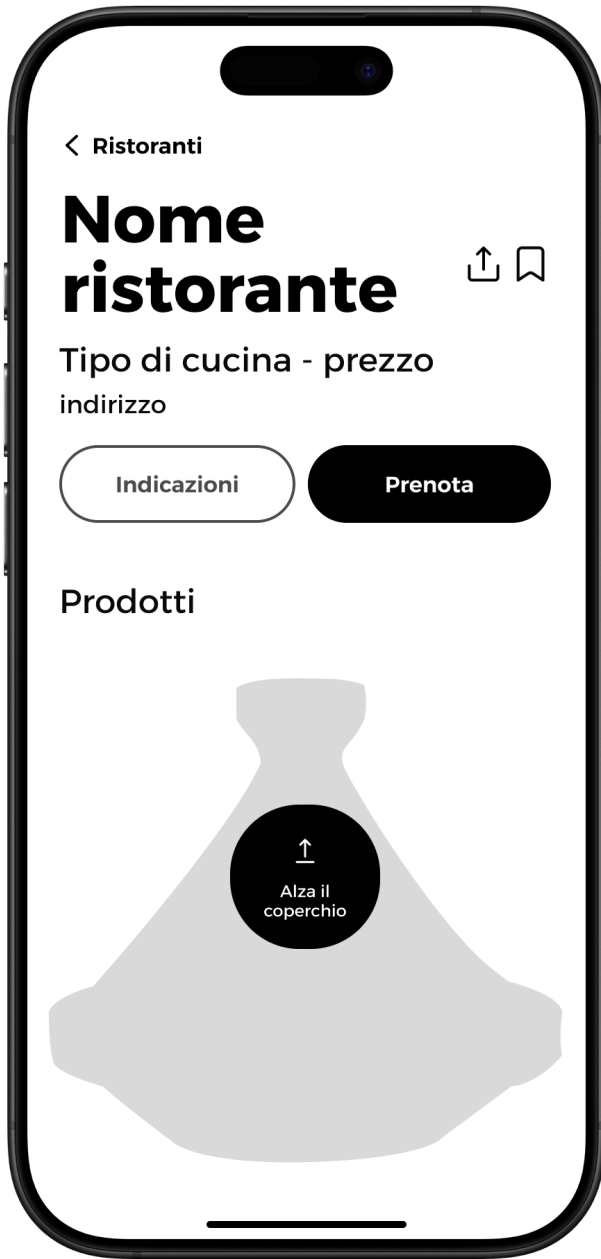 Ristoranti
Nome
ristorante
Tipo di cucina - prezzo
indirizzo
Indicazioni
Prenota
Prodotti
Alza il
coperchio